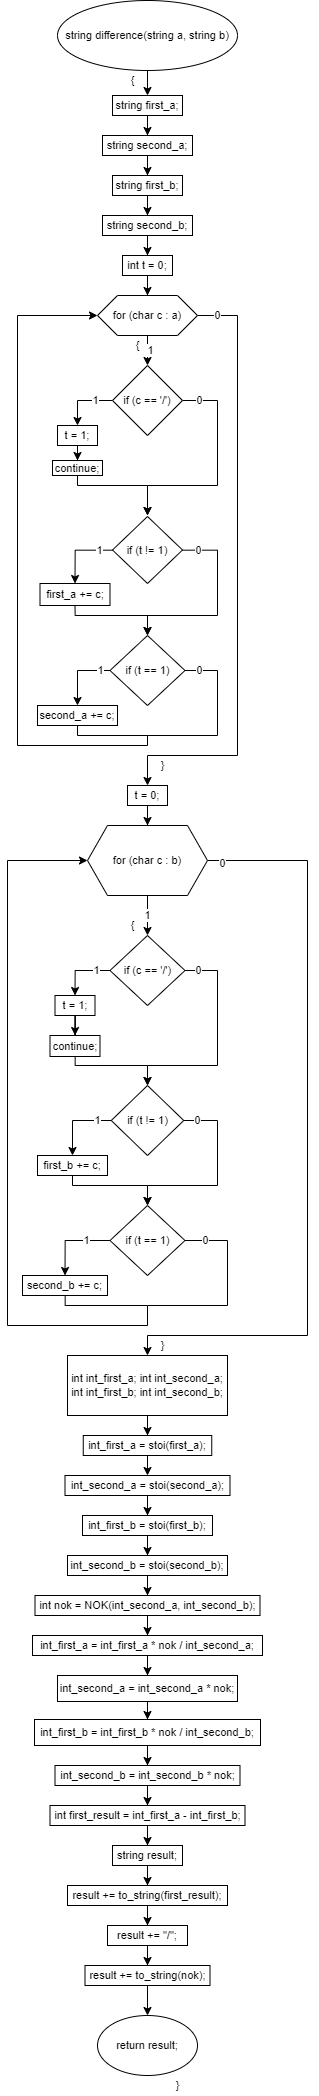 string difference(string a, string b)
{
string first_a;
string second_a;
string first_b;
string second_b;
int t = 0;
for (char c : a)
0
{
1
if (c == '/')
1
0
t = 1;
continue;
if (t != 1)
1
0
first_a += c;
if (t == 1)
1
0
second_a += c;
}
t = 0;
for (char c : b)
0
1
{
if (c == '/')
1
0
t = 1;
continue;
if (t != 1)
1
0
first_b += c;
if (t == 1)
1
0
second_b += c;
}
int int_first_a; int int_second_a;
int int_first_b; int int_second_b;
int_first_a = stoi(first_a);
int_second_a = stoi(second_a);
int_first_b = stoi(first_b);
int_second_b = stoi(second_b);
int nok = NOK(int_second_a, int_second_b);
int_first_a = int_first_a * nok / int_second_a;
int_second_a = int_second_a * nok;
int_first_b = int_first_b * nok / int_second_b;
int_second_b = int_second_b * nok;
int first_result = int_first_a - int_first_b;
string result;
result += to_string(first_result);
result += "/";
result += to_string(nok);
return result;
}